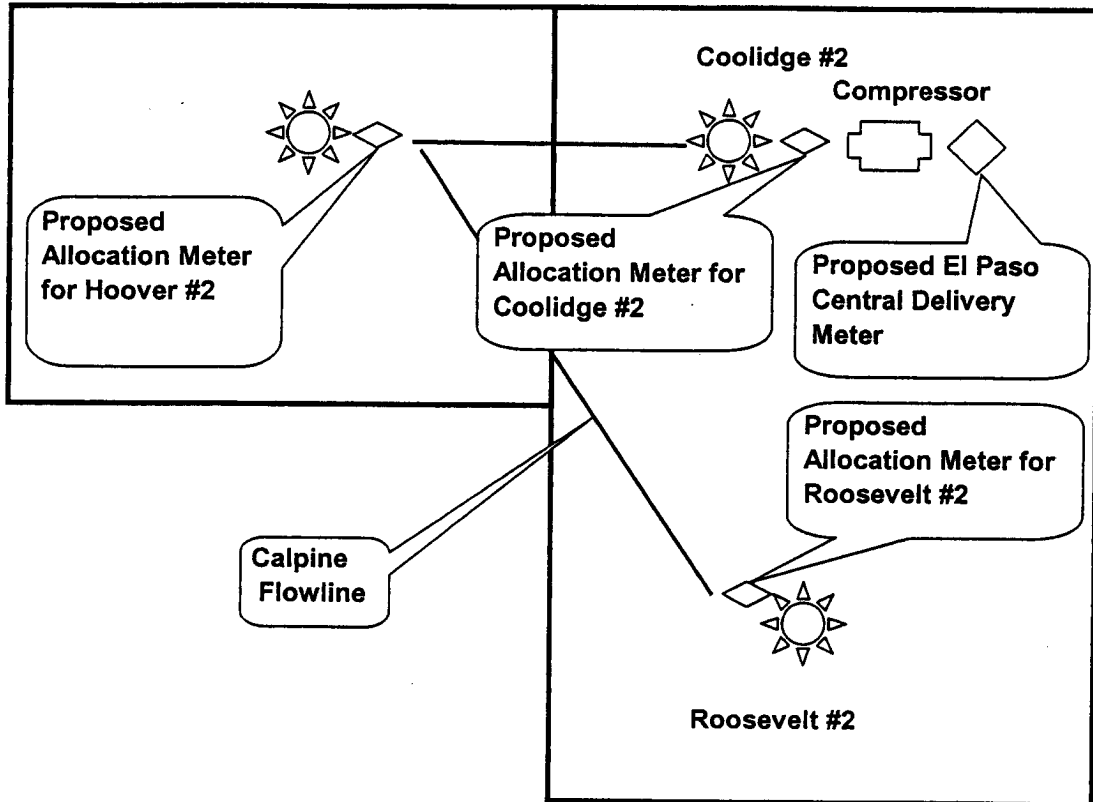 Coolidge #2
Compressor
Proposed
Allocation Meter
for Hoover #2
Proposed
Allocation Meter for
Coolidge #2
Proposed El Paso
Central Delivery
Meter
Proposed
Allocation Meter for
Roosevelt #2
Calpine
Flowline
Roosevelt #2